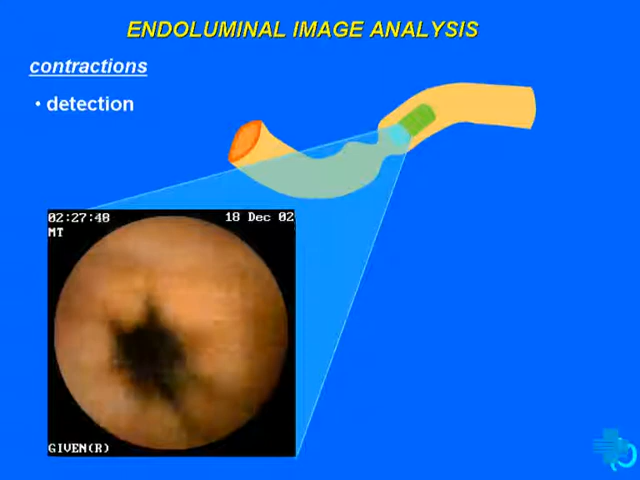 ENDOLUMINAL IMAGE ANALYSIS
contractions
• detection
02:27:48 18 Dec 02
MT
GIVEN(R)